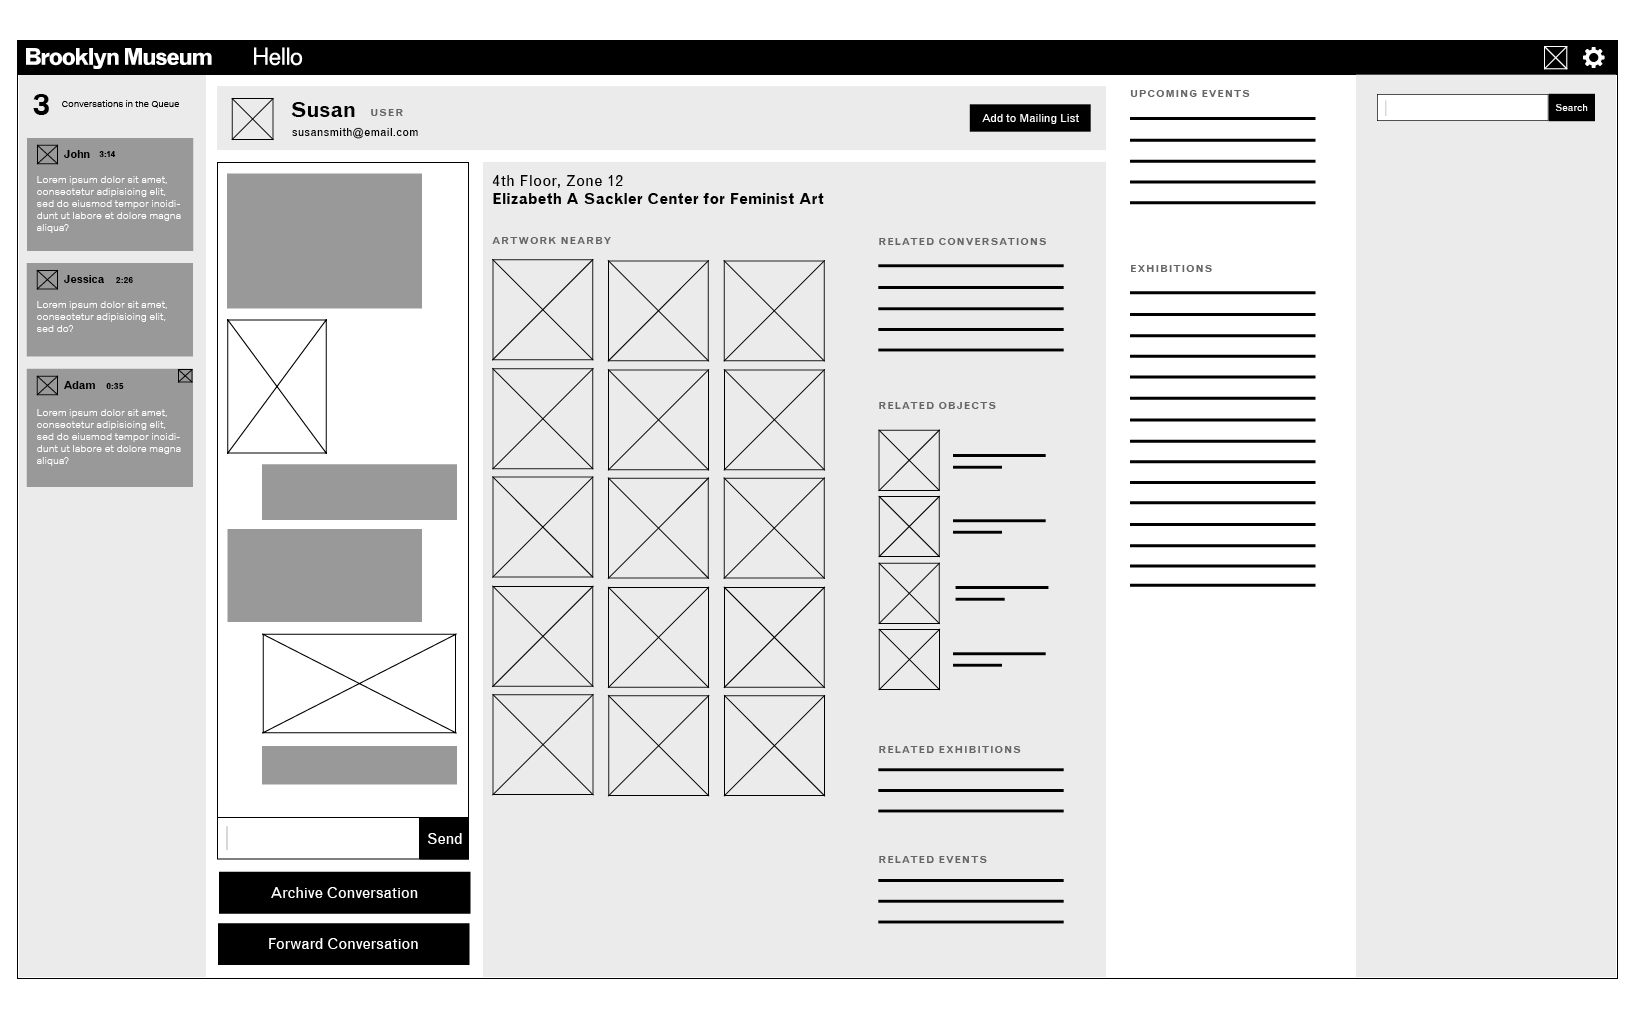 Brooklyn Museum
Hello
3 Conversations in the Queue
John 3:14
Lorem ipsum dolor sit amet,
consectetur adipisicing elit,
sed do eiusmod tempor incidi-
dunt ut labore et dolore magna
aliqua?
Jessica 2:26
Lorem ipsum dolor sit amet,
consectetur adipisicing elit,
sed do?
Adam 0:35
Lorem ipsum dolor sit amet,
consectetur adipisicing elit,
sed do eiusmod tempor incidi-
dunt ut labore et dolore magna
aliqua?
Susan USER
susansmith@email.com
Add to Mailing List
Send
Archive Conversation
Forward Conversation
4th Floor, Zone 12
Elizabeth A Sackler Center for Feminist Art
ARTWORK NEARBY
RELATED CONVERSATIONS
RELATED OBJECTS
RELATED EXHIBITIONS
RELATED EVENTS
UPCOMING EVENTS
EXHIBITIONS
Search